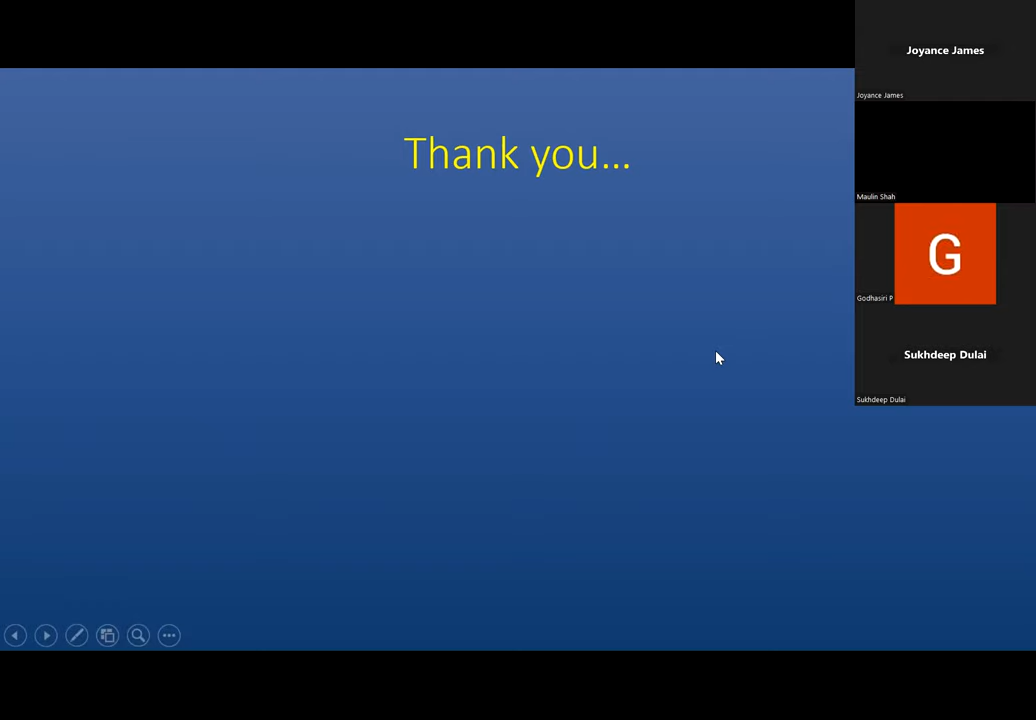 Thank you...
Joyance James
Joyance James
Maulin Shah
G
Godhasiri P
Sukhdeep Dulai
Sukhdeep Dulai